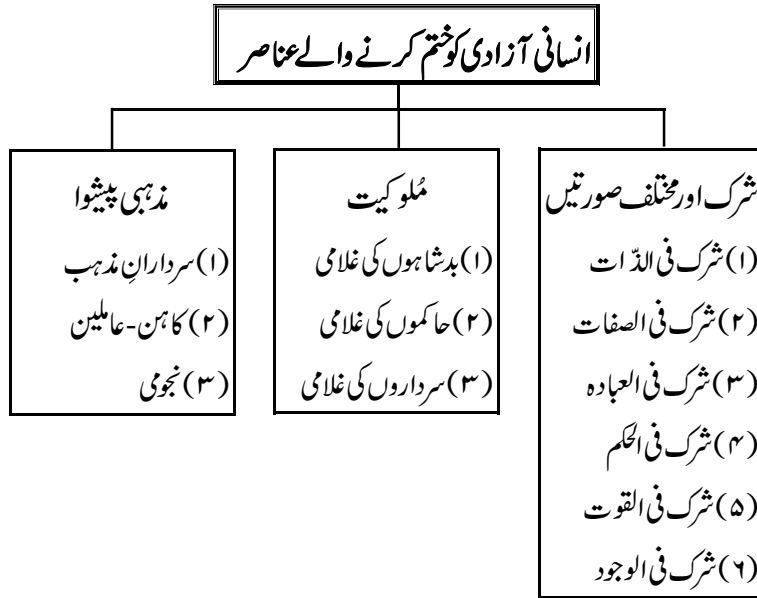 انسانی آزادی کو ختم کرنے والے عناصر
شرک اور مختلف صورتیں
(۱) شرک فی الذّات
(۲) شرک فی الصفات
(۳) شرک فی العبادہ
(۴) شرک فی الحکم
(۵) شرک فی القوت
(۶) شرک فی الوجود
مُلوکیت
(۱) بدشاہوں کی غلامی
(۲) حاکموں کی غلامی
(۳) سرداروں کی غلامی
مذہبی پیشوا
(۱) سردارانِ مذہب
(۲) کاہن-عاملین
(۳) نجومی